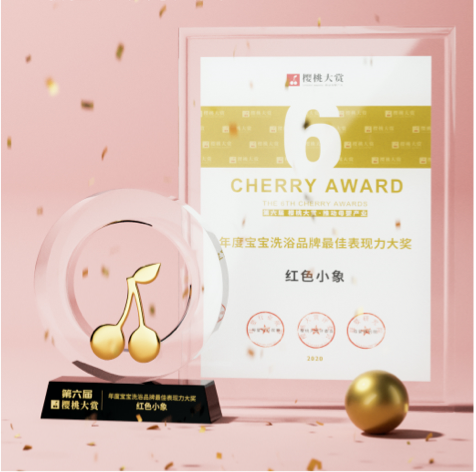 樱桃大赏
6
CHERRY AWARD
THE 6TH CHERRY AWARDS
年度宝宝洗浴品牌最佳表现力大奖
红色小象
2020
第六届
樱桃大赏
年度宝宝洗浴品牌最佳表现力大奖
红色小象